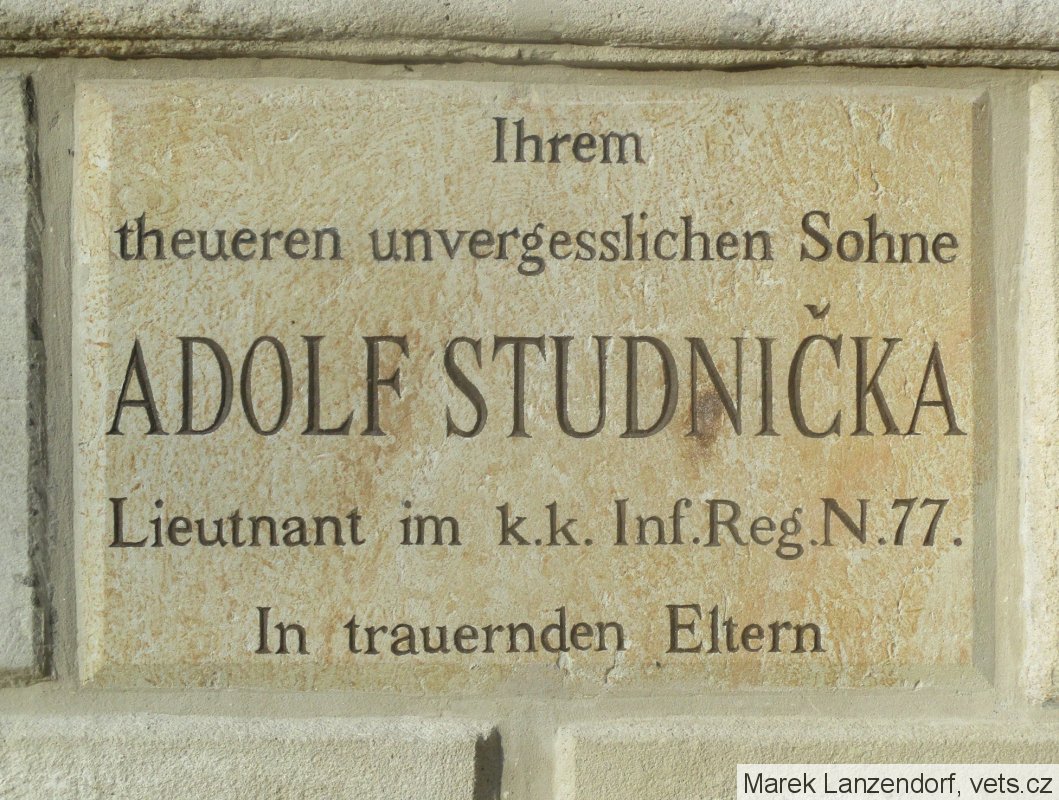 Ihrem
theueren unvergesslichen Sohne
ADOLF STUDNIČKA
Lieutnant im k.k. Inf.Reg.N.77.
In trauernden Eltern
Marek Lanzendorf, vets.cz